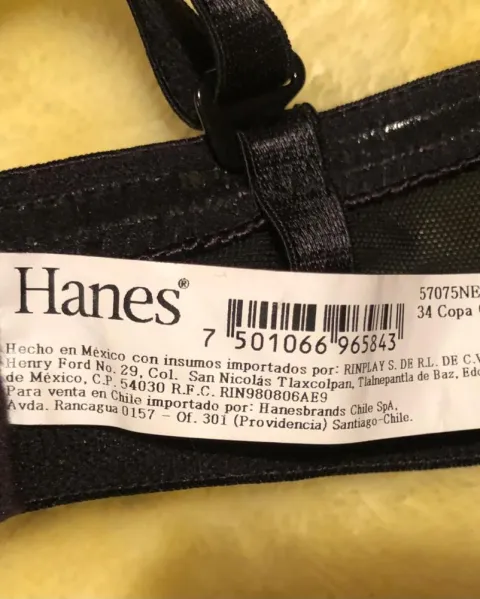 Hanes®
57075NE
34 Copa
7 501066 965843
Hecho en México con insumos importados por: RINPLAY S. DE R.L. DE C.V
Henry Ford No. 29, Col. San Nicolás Tlaxcolpan, Tlalnepantla de Baz, Edo
de México, C.P. 54030 R.F.C. RIN980806AE9
Para venta en Chile importado por: Hanesbrands Chile SpA,
Avda. Rancagua 0157 - Of. 301 (Providencia) Santiago-Chile.